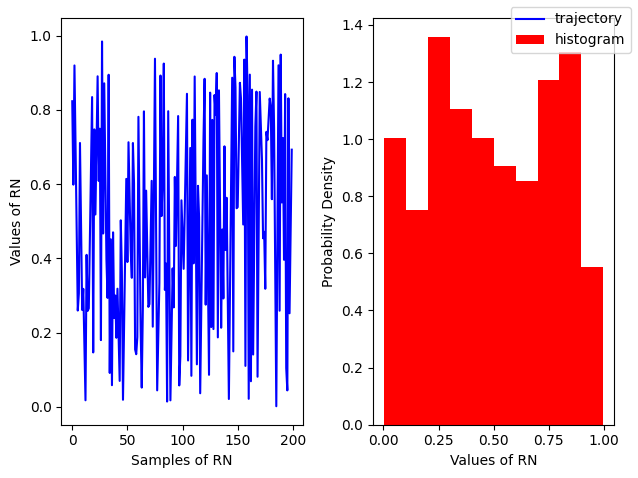 trajectory
histogram
1.0
0.8
0.6
0.4
0.2
0.0
Values of RN
0 50 100 150 200
Samples of RN
1.4
1.2
1.0
0.8
0.6
0.4
0.2
0.0
Probability Density
0.00 0.25 0.50 0.75 1.00
Values of RN